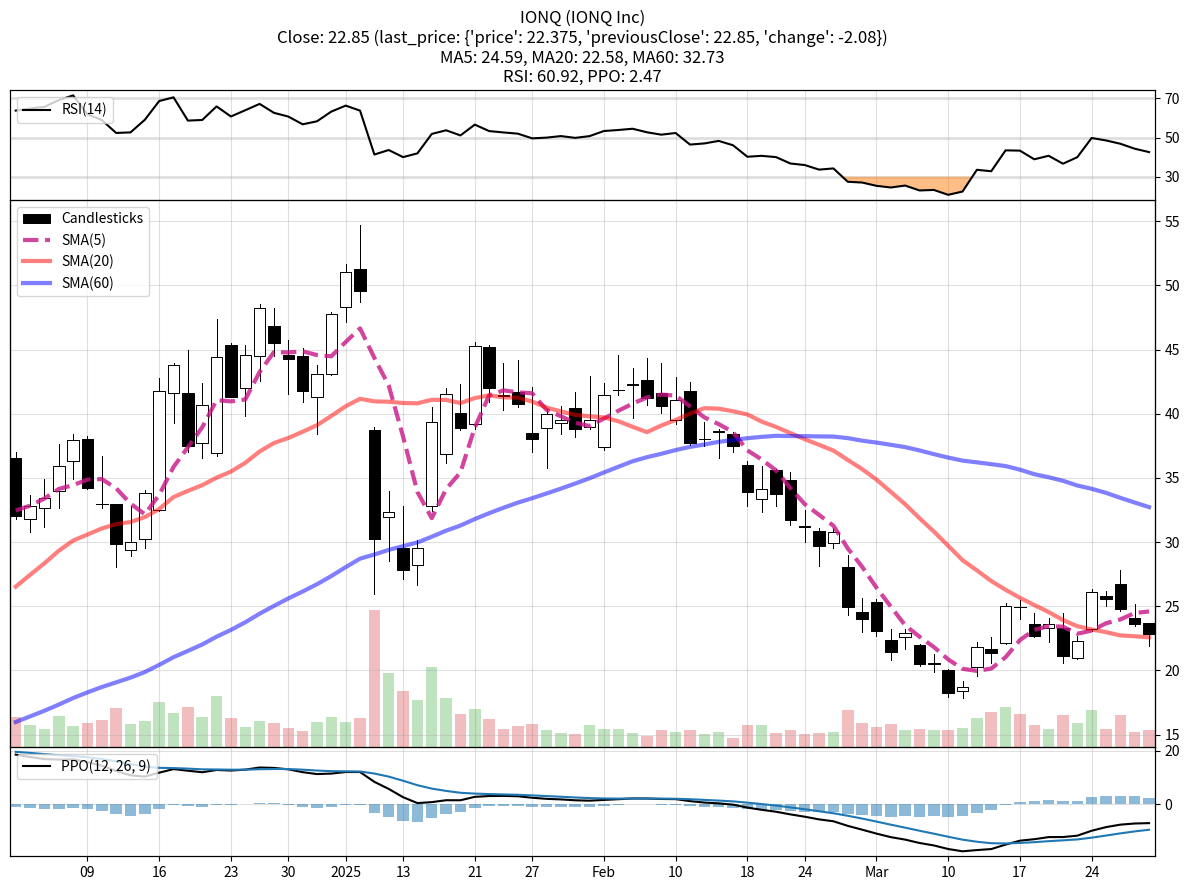 IONQ (IONQ Inc)
Close: 22.85 (last_price: {'price': 22.375, 'previousClose': 22.85, 'change': -2.08})
MA5: 24.59, MA20: 22.58, MA60: 32.73
RSI: 60.92, PPO: 2.47
RSI(14)
70
50
30
Candlesticks
SMA(5)
SMA(20)
SMA(60)
55
50
45
40
35
30
25
20
15
PPO(12, 26, 9)
20
0
09 16 23 30 2025 13 21 27 Feb 10 18 24 Mar 10 17 24